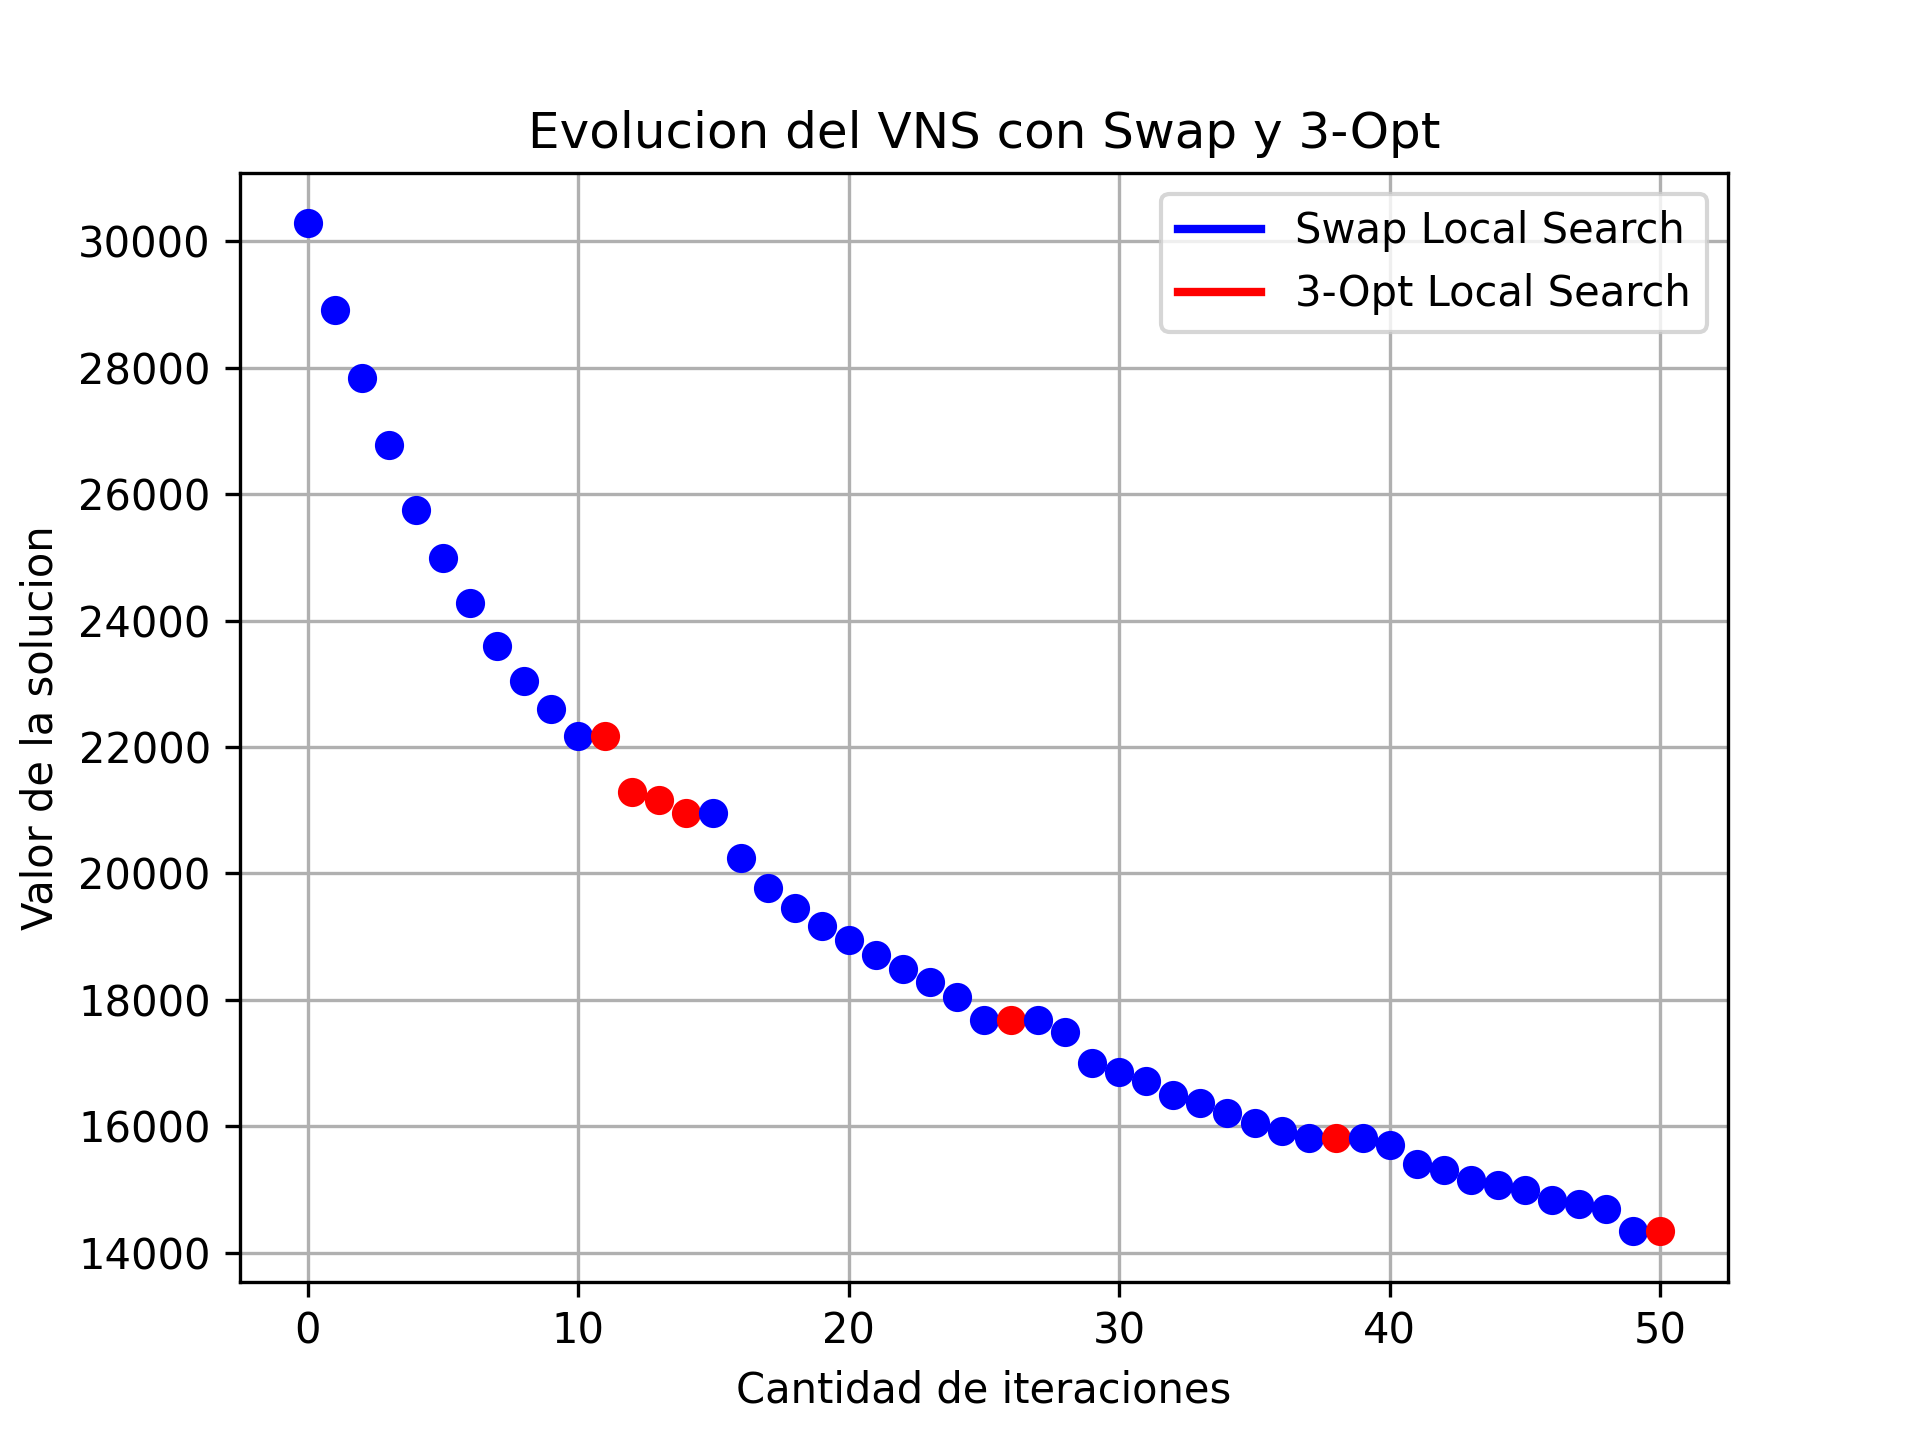 Evolucion del VNS con Swap y 3-Opt
Swap Local Search
3-Opt Local Search
Valor de la solucion
30000
28000
26000
24000
22000
20000
18000
16000
14000
0 10 20 30 40 50
Cantidad de iteraciones